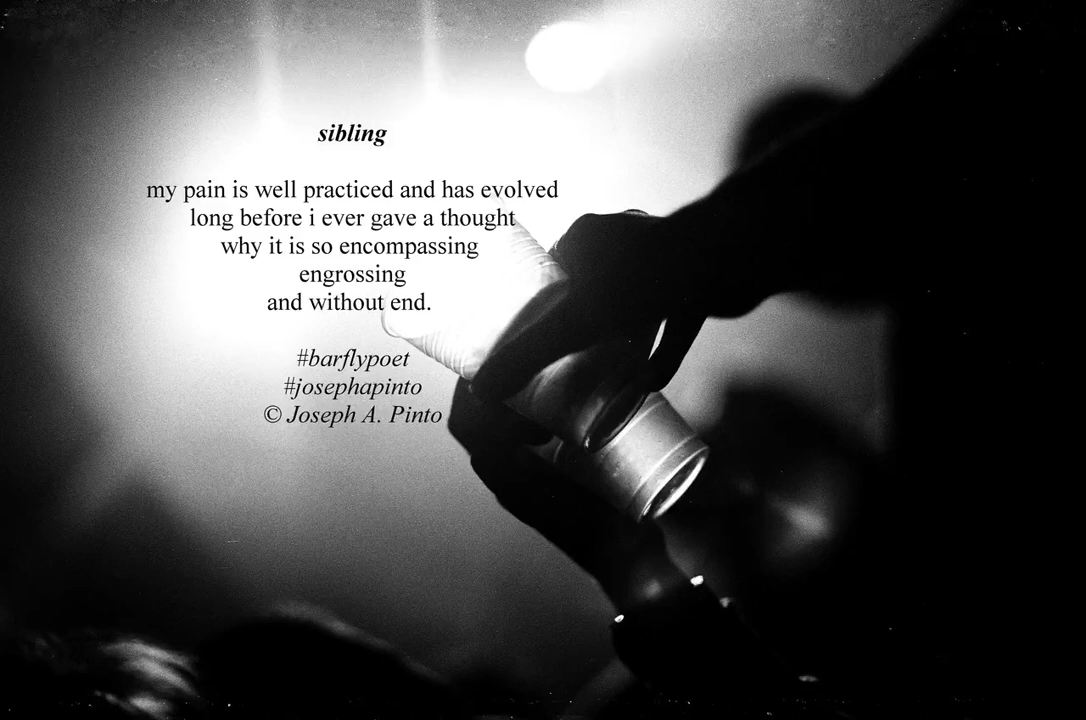 sibling
my pain is well practiced and has evolved
long before i ever gave a thought
why it is so encompassing
engrossing
and without end.
#barflypoet
#josephapinto
© Joseph A. Pinto